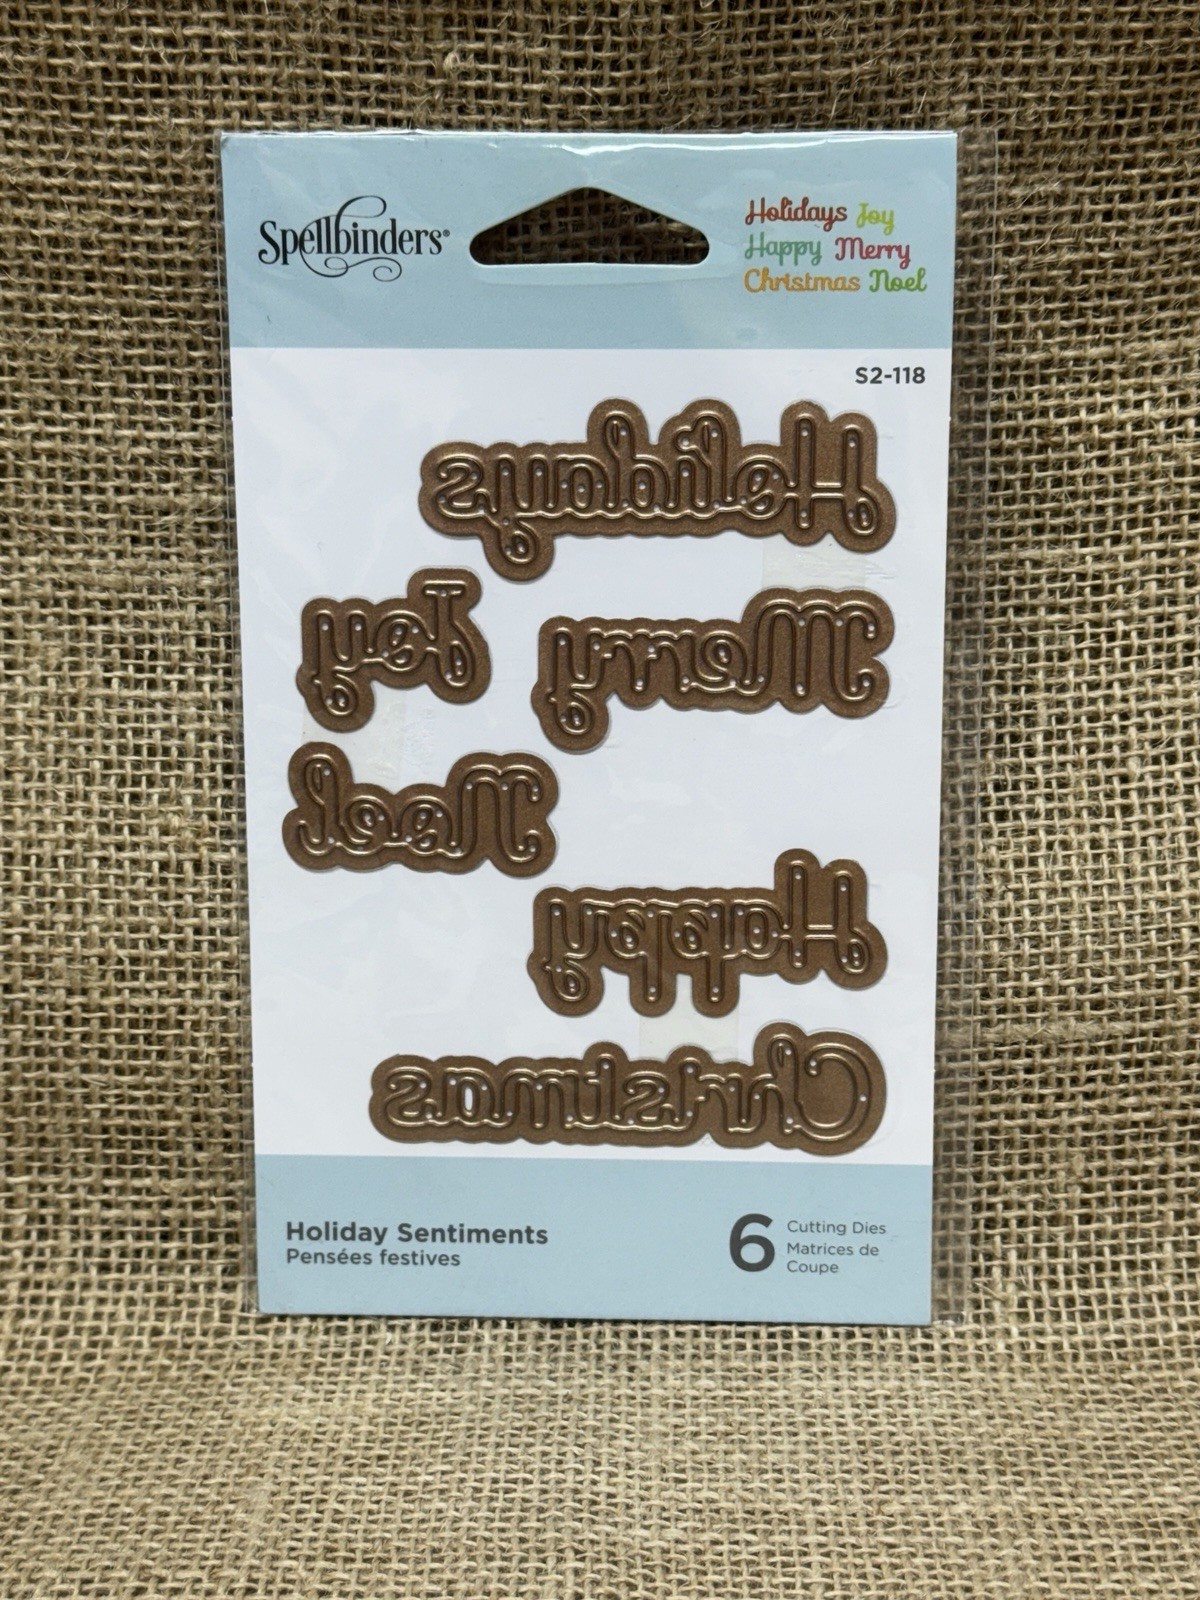 Spellbinders®
Holidays Joy
Happy Merry
Christmas Noel
S2-118
Holidays
Joy
Merry
Noel
Happy
Christmas
Holiday Sentiments
Pensées festives
6 Cutting Dies
Matrices de
Coupe